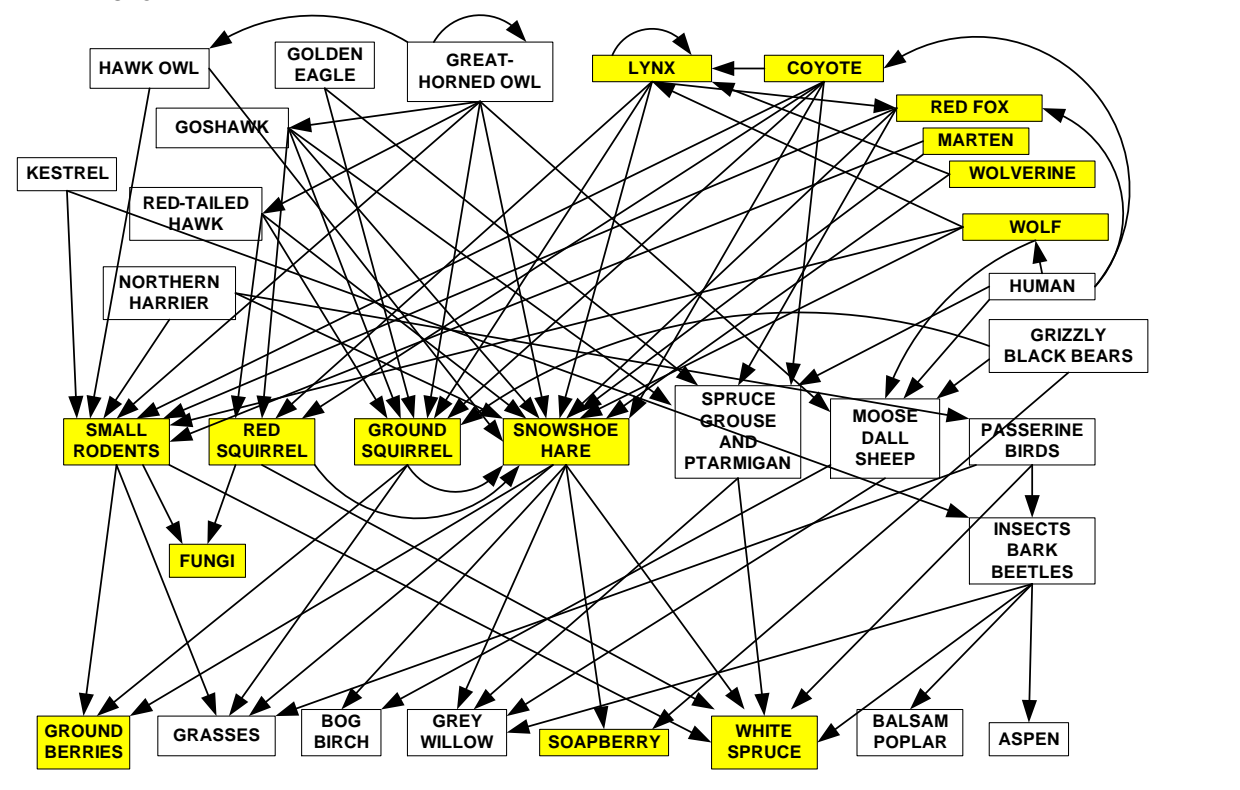 HAWK OWL
GOLDEN
EAGLE
GREAT-
HORNED OWL
LYNX
COYOTE
RED FOX
GOSHAWK
MARTEN
KESTREL
WOLVERINE
RED-TAILED
HAWK
WOLF
NORTHERN
HARRIER
HUMAN
GRIZZLY
BLACK BEARS
SMALL
RODENTS
RED
SQUIRREL
GROUND
SQUIRREL
SNOWSHOE
HARE
SPRUCE
GROUSE
AND
PTARMIGAN
MOOSE
DALL
SHEEP
PASSERINE
BIRDS
FUNGI
INSECTS
BARK
BEETLES
GROUND
BERRIES
GRASSES
BOG
BIRCH
GREY
WILLOW
SOAPBERRY
WHITE
SPRUCE
BALSAM
POPLAR
ASPEN